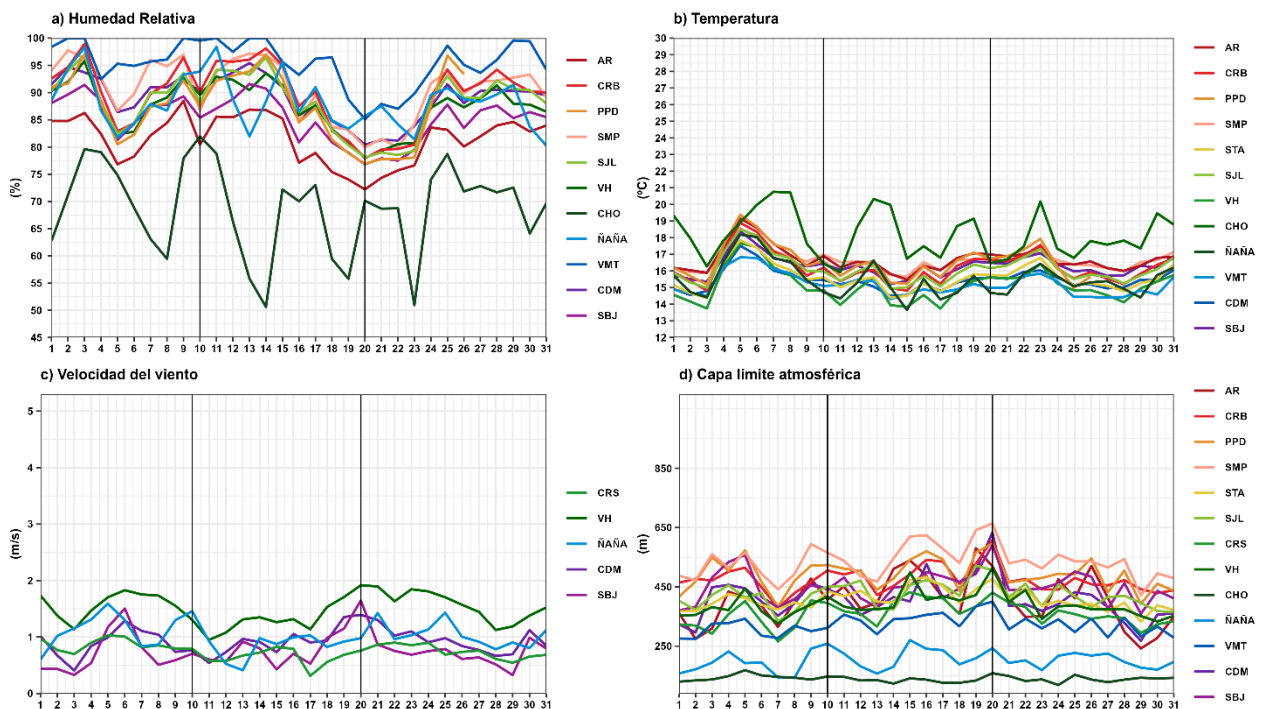 a) Humedad Relativa
100
95
90
85
80
75
70
65
60
55
50
45
(%)
1 2 3 4 5 6 7 8 9 10 11 12 13 14 15 16 17 18 19 20 21 22 23 24 25 26 27 28 29 30 31
AR
CRB
PPD
SMP
SJL
VH
CHO
ÑAÑA
VMT
CDM
SBJ
b) Temperatura
30
29
28
27
26
25
24
23
22
21
20
19
18
17
16
15
14
13
12
(ºC)
1 2 3 4 5 6 7 8 9 10 11 12 13 14 15 16 17 18 19 20 21 22 23 24 25 26 27 28 29 30 31
AR
CRB
PPD
SMP
STA
SJL
VH
CHO
ÑAÑA
VMT
CDM
SBJ
c) Velocidad del viento
5
4
3
2
1
0
(m/s)
1 2 3 4 5 6 7 8 9 10 11 12 13 14 15 16 17 18 19 20 21 22 23 24 25 26 27 28 29 30 31
CRS
VH
ÑAÑA
CDM
SBJ
d) Capa límite atmosférica
850
650
450
250
(m)
1 2 3 4 5 6 7 8 9 10 11 12 13 14 15 16 17 18 19 20 21 22 23 24 25 26 27 28 29 30 31
AR
CRB
PPD
SMP
STA
SJL
CRS
VH
CHO
ÑAÑA
VMT
CDM
SBJ